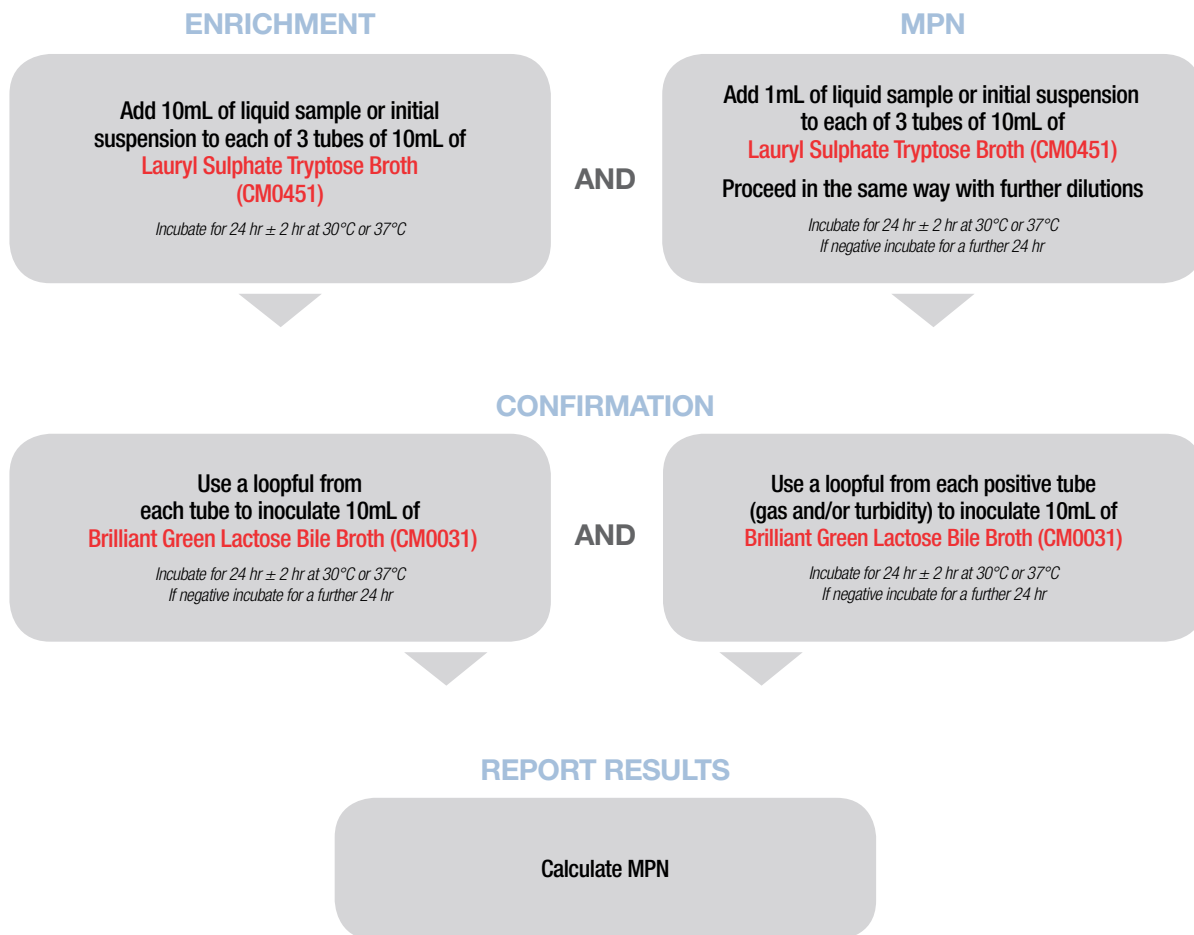 ENRICHMENT
Add 10mL of liquid sample or initial
suspension to each of 3 tubes of 10mL of
Lauryl Sulphate Tryptose Broth
(CM0451)
Incubate for 24 hr ± 2 hr at 30°C or 37°C
AND
MPN
Add 1mL of liquid sample or initial suspension
to each of 3 tubes of 10mL of
Lauryl Sulphate Tryptose Broth (CM0451)
Proceed in the same way with further dilutions
Incubate for 24 hr ± 2 hr at 30°C or 37°C
If negative incubate for a further 24 hr
CONFIRMATION
Use a loopful from
each tube to inoculate 10mL of
Brilliant Green Lactose Bile Broth (CM0031)
Incubate for 24 hr ± 2 hr at 30°C or 37°C
If negative incubate for a further 24 hr
AND
Use a loopful from each positive tube
(gas and/or turbidity) to inoculate 10mL of
Brilliant Green Lactose Bile Broth (CM0031)
Incubate for 24 hr ± 2 hr at 30°C or 37°C
If negative incubate for a further 24 hr
REPORT RESULTS
Calculate MPN